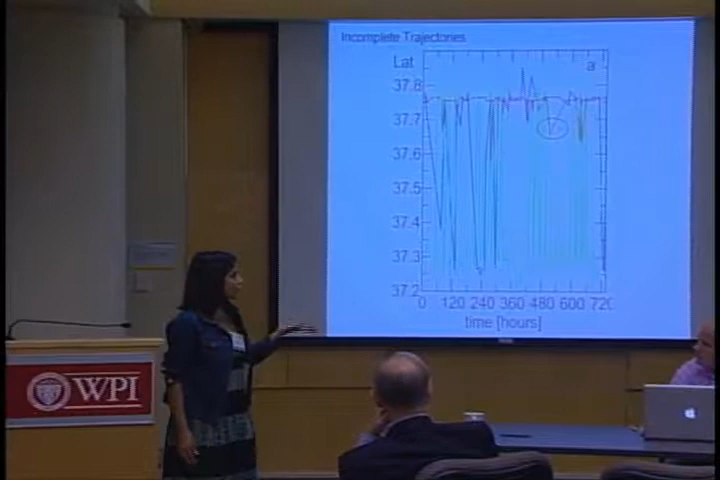 Incomplete Trajectories
Lat
a
37.8
37.7
37.6
37.5
37.4
37.3
37.2
0 120 240 360 480 600 720
time [hours]
WPI